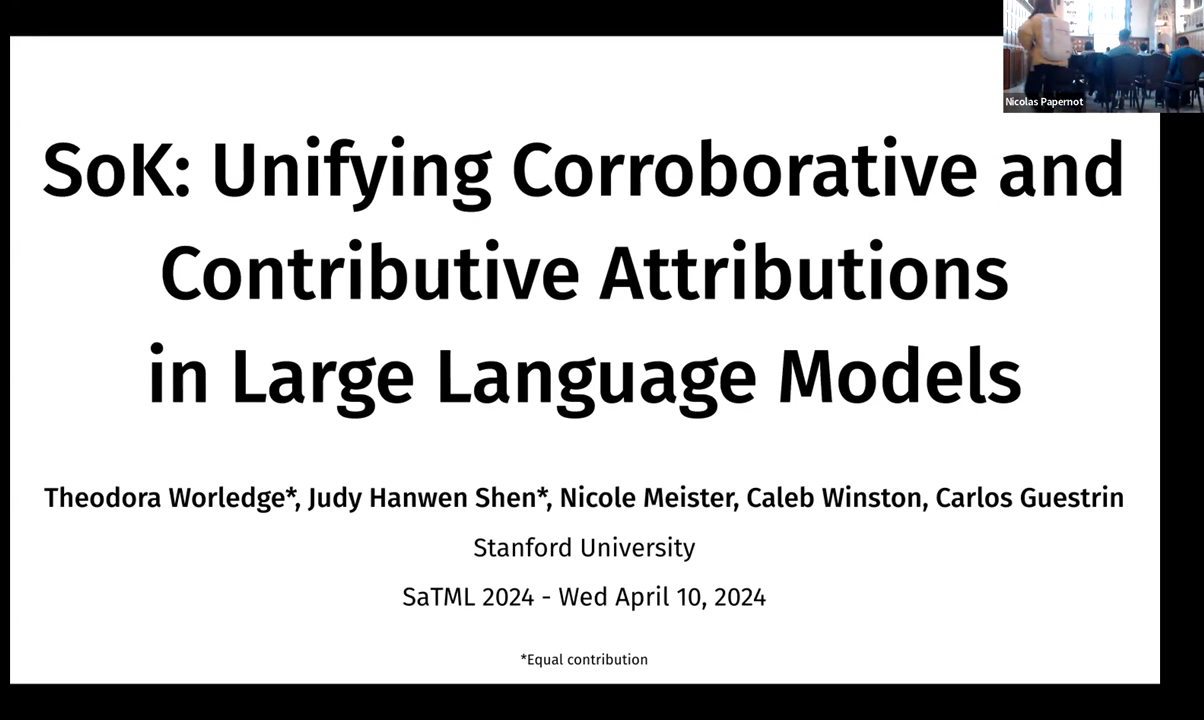 Nicolas Papernot
SoK: Unifying Corroborative and
Contributive Attributions
in Large Language Models
Theodora Worledge*, Judy Hanwen Shen*, Nicole Meister, Caleb Winston, Carlos Guestrin
Stanford University
SaTML 2024 - Wed April 10, 2024
*Equal contribution